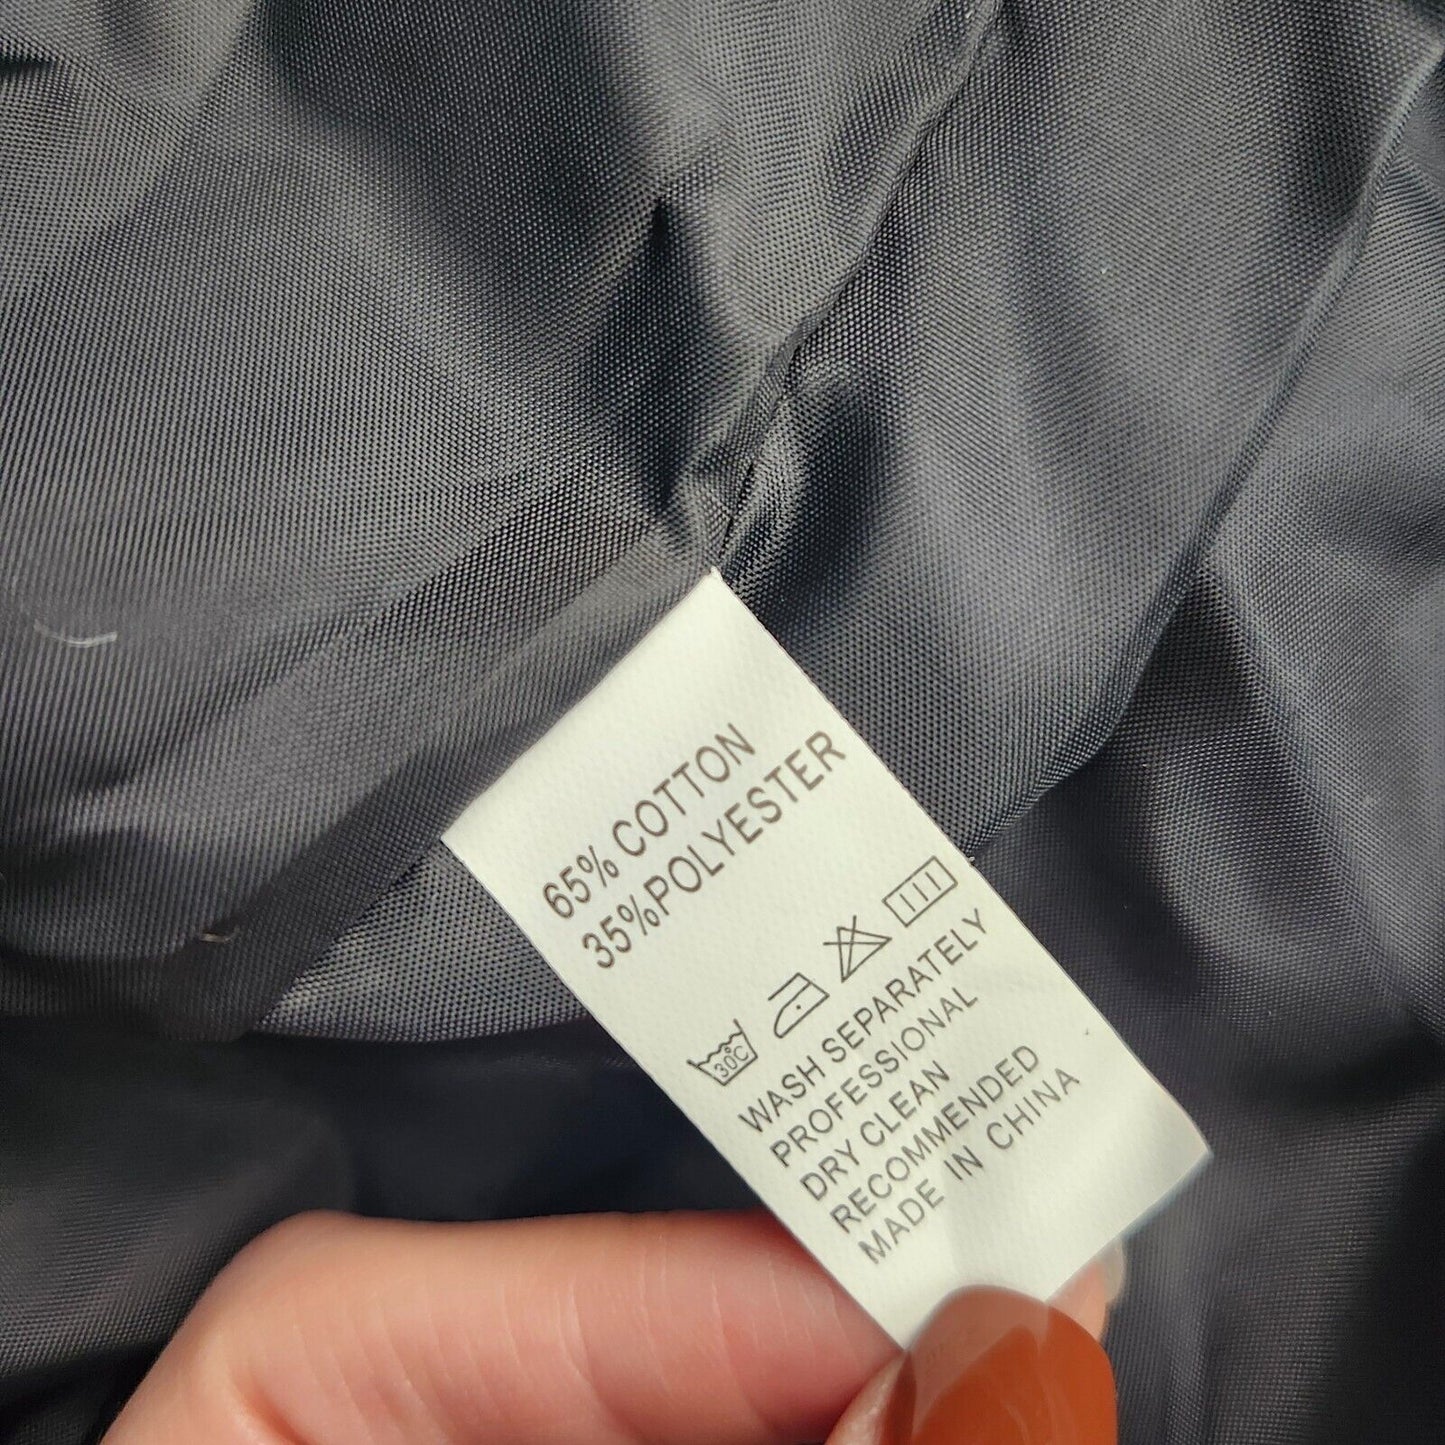 65% COTTON
35%POLYESTER
30°C
WASH SEPARATELY
PROFESSIONAL
DRY CLEAN
RECOMMENDED
MADE IN CHINA